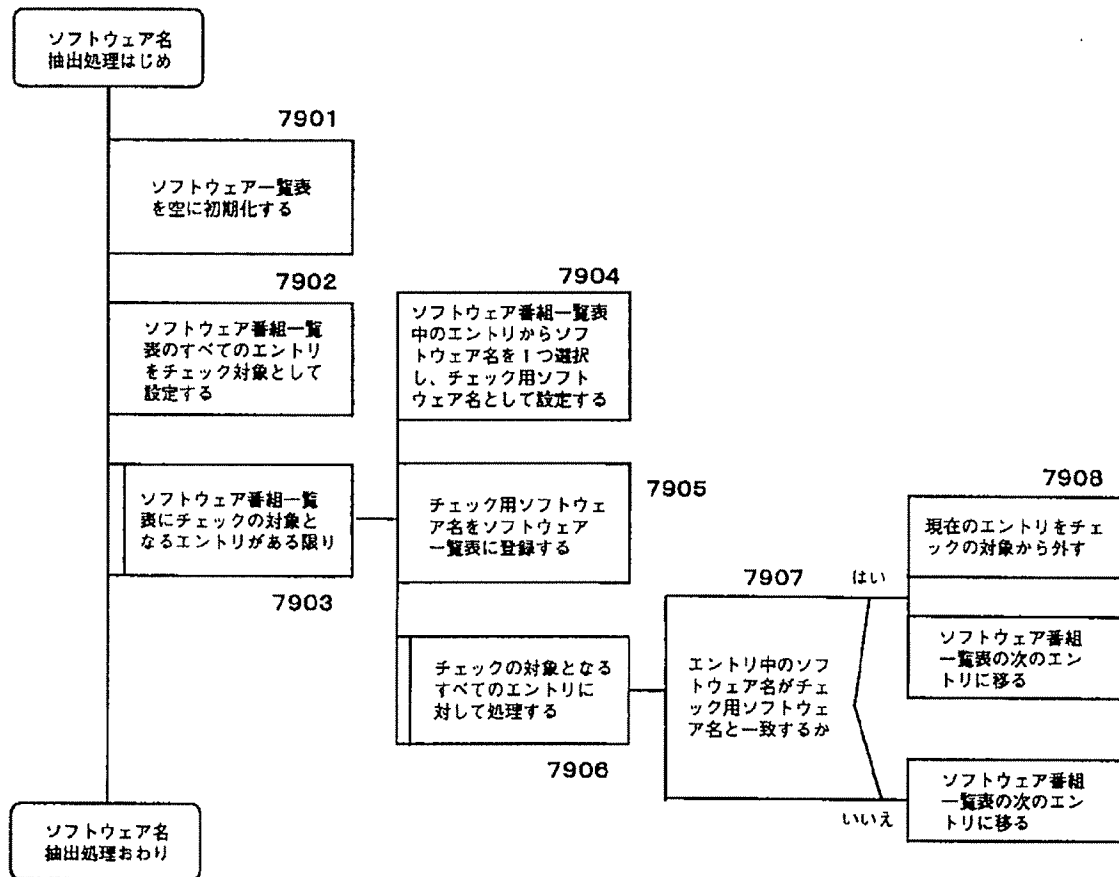 ソフトウェア名
抽出処理はじめ
7901
ソフトウェア一覧表
を空に初期化する
7902
ソフトウェア番組一覧
表のすべてのエントリ
をチェック対象として
設定する
ソフトウェア番組一覧
表にチェックの対象と
なるエントリがある限り
7903
7904
ソフトウェア番組一覧表
中のエントリからソフ
トウェア名を1つ選択
し、チェック用ソフト
ウェア名として設定する
7905
チェック用ソフトウェ
ア名をソフトウェア
一覧表に登録する
チェックの対象となる
すべてのエントリに
対して処理する
7906
7907
エントリ中のソフ
トウェア名がチェ
ック用ソフトウェ
ア名と一致するか
はい
7908
現在のエントリをチェ
ックの対象から外す
ソフトウェア番組
一覧表の次のエン
トリに移る
いいえ
ソフトウェア番組
一覧表の次のエン
トリに移る
ソフトウェア名
抽出処理おわり